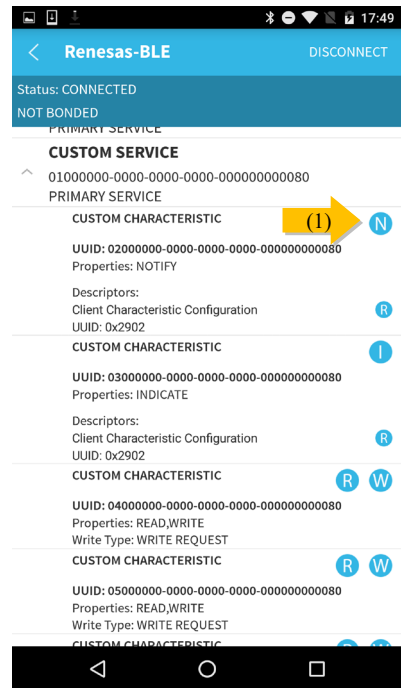 17:49
Renesas-BLE DISCONNECT
Status: CONNECTED
NOT BONDED
PRIMARY SERVICE
CUSTOM SERVICE
01000000-0000-0000-0000-000000000080
PRIMARY SERVICE
CUSTOM CHARACTERISTIC (1) N
UUID: 02000000-0000-0000-0000-000000000080
Properties: NOTIFY
Descriptors:
Client Characteristic Configuration R
UUID: 0x2902
CUSTOM CHARACTERISTIC I
UUID: 03000000-0000-0000-0000-000000000080
Properties: INDICATE
Descriptors:
Client Characteristic Configuration R
UUID: 0x2902
CUSTOM CHARACTERISTIC R W
UUID: 04000000-0000-0000-0000-000000000080
Properties: READ,WRITE
Write Type: WRITE REQUEST
CUSTOM CHARACTERISTIC R W
UUID: 05000000-0000-0000-0000-000000000080
Properties: READ,WRITE
Write Type: WRITE REQUEST
CUSTOM CHARACTERISTIC R W